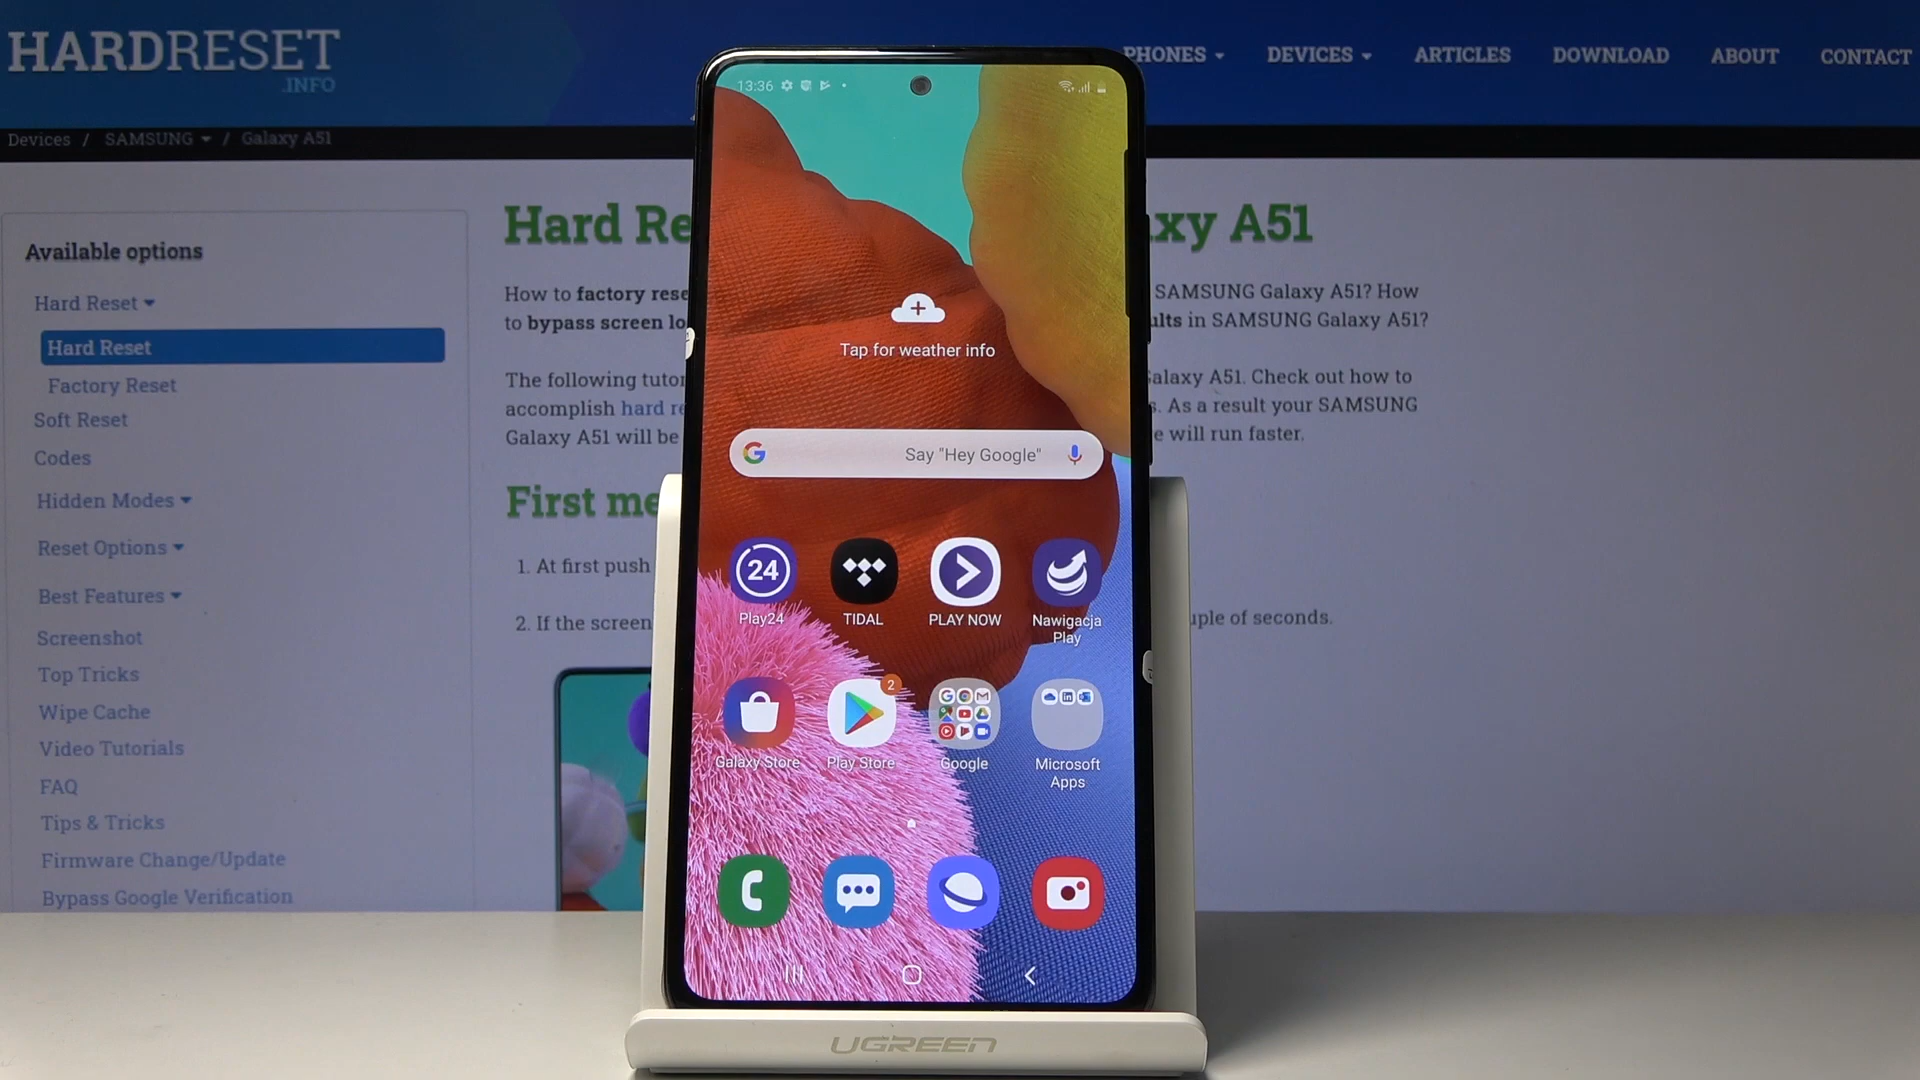 HARDRESET
.INFO
PHONES DEVICES ARTICLES DOWNLOAD ABOUT CONTACT
Devices / SAMSUNG / Galaxy A51
Available options
Hard Reset
Hard Reset
Factory Reset
Soft Reset
Codes
Hidden Modes
Reset Options
Best Features
Screenshot
Top Tricks
Wipe Cache
Video Tutorials
FAQ
Tips & Tricks
Firmware Change/Update
Bypass Google Verification
Hard Re
xy A51
How to factory rese
SAMSUNG Galaxy A51? How
to bypass screen lo
ults in SAMSUNG Galaxy A51?
The following tutor
alaxy A51. Check out how to
accomplish hard re
s. As a result your SAMSUNG
Galaxy A51 will be
e will run faster.
First me
1. At first push
2. If the screen
uple of seconds.
13:36
Tap for weather info
G Say "Hey Google"
24
Play24
TIDAL
PLAY NOW
Nawigacja
Play
2
Galaxy Store
Play Store
Google
Microsoft
Apps
UGREEN